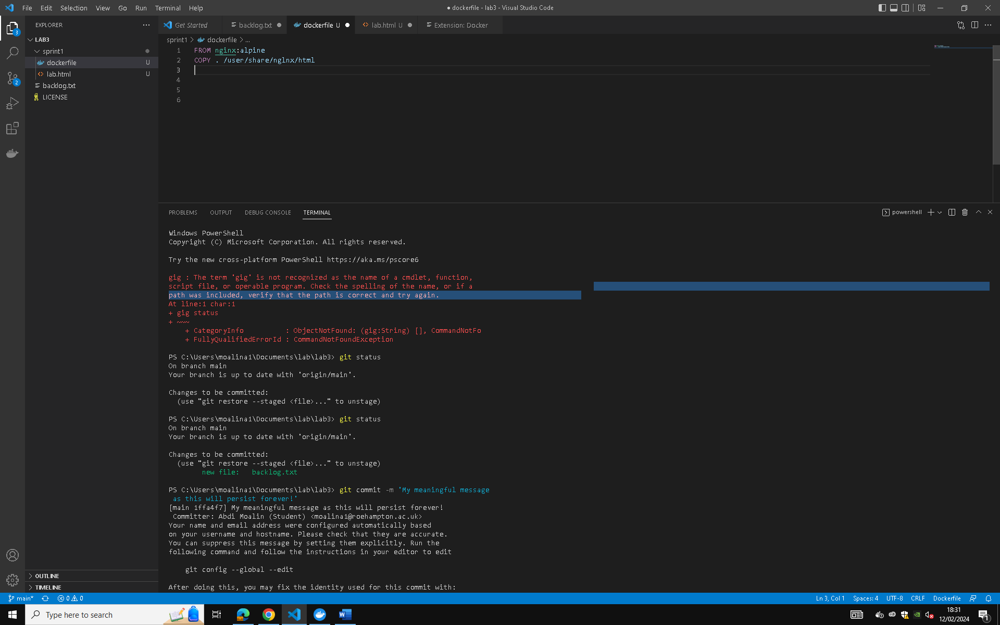 File Edit Selection View Go Run Terminal Help
● dockerfile - lab3 - Visual Studio Code
EXPLORER
LAB3
sprint1
dockerfile U
lab.html U
backlog.txt
LICENSE
3
2
Get Started
backlog.txt
dockerfile U
lab.html U
Extension: Docker
sprint1 > dockerfile > ...
1 FROM nginx:alpine
2 COPY . /user/share/nglnx/html
3
4
5
6
PROBLEMS OUTPUT DEBUG CONSOLE TERMINAL
powershell
Windows PowerShell
Copyright (C) Microsoft Corporation. All rights reserved.
Try the new cross-platform PowerShell https://aka.ms/pscore6
gig : The term 'gig' is not recognized as the name of a cmdlet, function,
script file, or operable program. Check the spelling of the name, or if a
path was included, verify that the path is correct and try again.
At line:1 char:1
+ gig status
+ ~~~
+ CategoryInfo : ObjectNotFound: (gig:String) [], CommandNotFo
+ FullyQualifiedErrorId : CommandNotFoundException
PS C:\Users\moalina1\Documents\lab\lab3> git status
On branch main
Your branch is up to date with 'origin/main'.
Changes to be committed:
(use "git restore --staged <file>..." to unstage)
PS C:\Users\moalina1\Documents\lab\lab3> git status
On branch main
Your branch is up to date with 'origin/main'.
Changes to be committed:
(use "git restore --staged <file>..." to unstage)
new file: backlog.txt
PS C:\Users\moalina1\Documents\lab\lab3> git commit -m 'My meaningful message
as this will persist forever!'
[main 1ffa4f7] My meaningful message as this will persist forever!
Committer: Abdi Moalin (Student) <moalina1@roehampton.ac.uk>
Your name and email address were configured automatically based
on your username and hostname. Please check that they are accurate.
You can suppress this message by setting them explicitly. Run the
following command and follow the instructions in your editor to edit
git config --global --edit
After doing this, you may fix the identity used for this commit with:
OUTLINE
TIMELINE
main* 0 0
Ln 3, Col 1 Spaces: 4 UTF-8 CRLF Dockerfile
Type here to search
18:31
12/02/2024
1